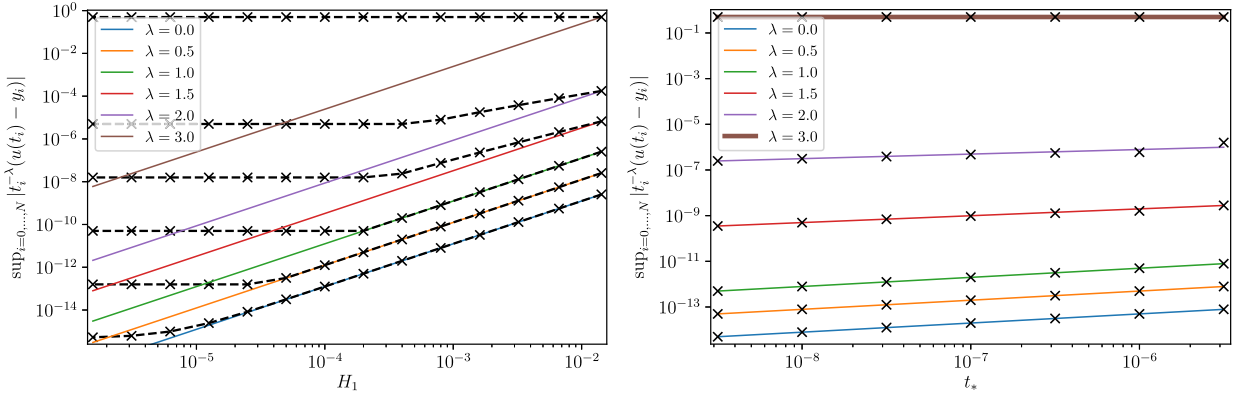 10^0
10^{-2}
10^{-4}
10^{-6}
10^{-8}
10^{-10}
10^{-12}
10^{-14}
sup_{i=0,...,N} |t_i^{-λ}(u(t_i) − y_i)|
λ = 0.0
λ = 0.5
λ = 1.0
λ = 1.5
λ = 2.0
λ = 3.0
10^{-5} 10^{-4} 10^{-3} 10^{-2}
H_1
10^{-1}
10^{-3}
10^{-5}
10^{-7}
10^{-9}
10^{-11}
10^{-13}
sup_{i=0,...,N} |t_i^{-λ}(u(t_i) − y_i)|
λ = 0.0
λ = 0.5
λ = 1.0
λ = 1.5
λ = 2.0
λ = 3.0
10^{-8} 10^{-7} 10^{-6}
t_*